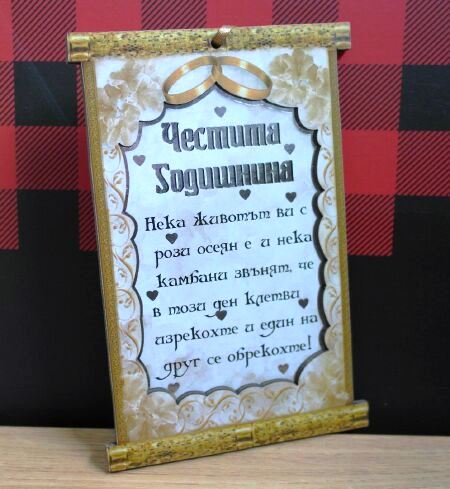 Честита
Годишнина
Нека животът ви с
рози осеян е и нека
камбани звънят, че
в този ден клетви
изрекохте и един на
друг се обрекохте!